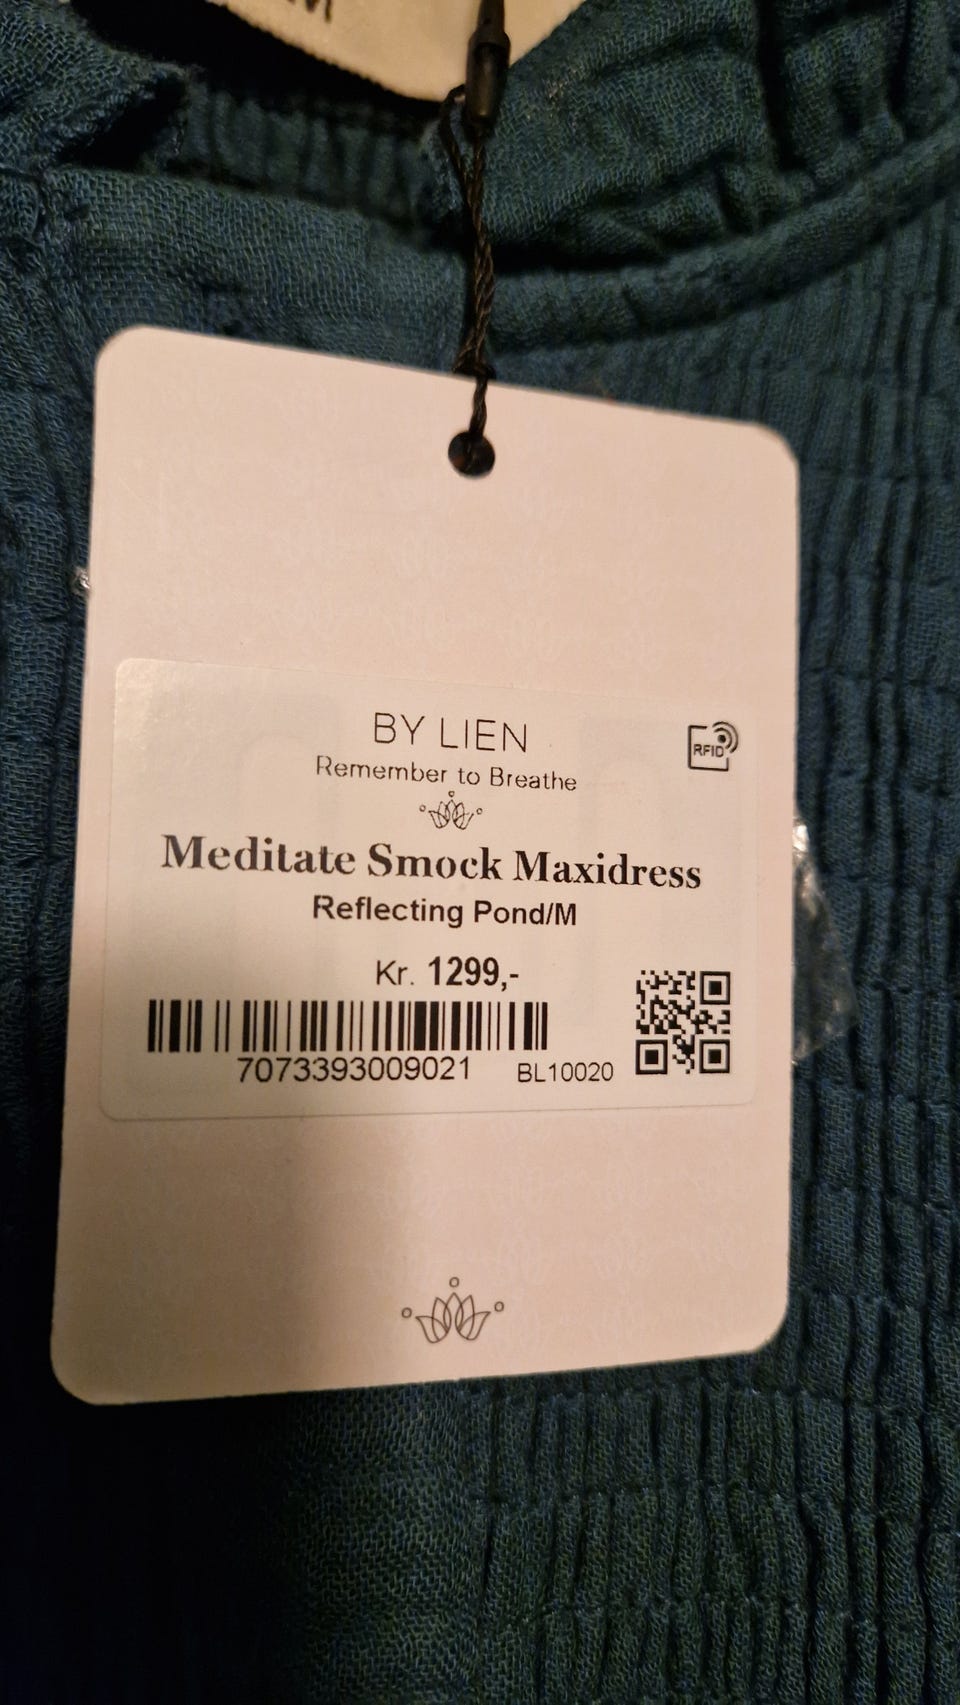 M
BY LIEN
RFID
Remember to Breathe
Meditate Smock Maxidress
Reflecting Pond/M
Kr. 1299,-
7073393009021 BL10020